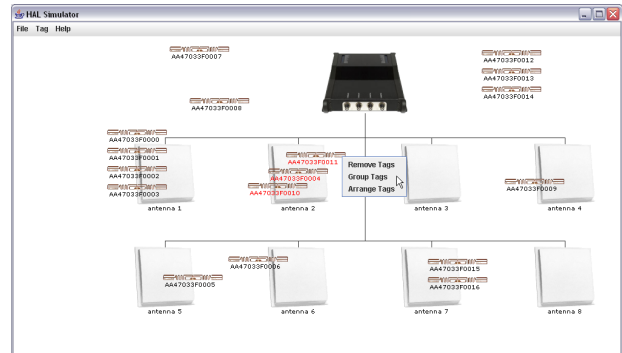 HAL Simulator
File Tag Help
AA47033F0007
AA47033F0012
AA47033F0013
AA47033F0014
AA47033F0008
AA47033F0000
AA47033F0001
AA47033F0002
AA47033F0003
AA47033F0011
AA47033F0004
AA47033F0010
Remove Tags
Group Tags
Arrange Tags
AA47033F0009
antenna 1
antenna 2
antenna 3
antenna 4
AA47033F0005
AA47033F0006
AA47033F0015
AA47033F0016
antenna 5
antenna 6
antenna 7
antenna 8